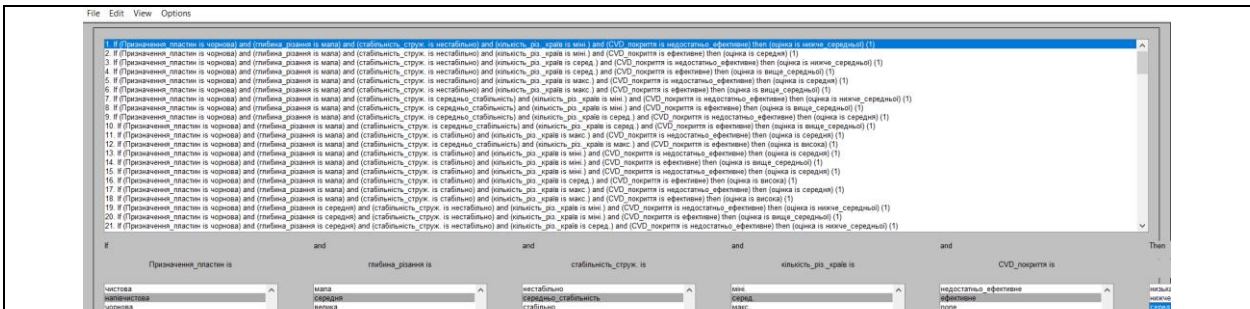 File Edit View Options
1. If (Призначення_пластин is чорнова) and (глибина_різання is мала) and (стабільність_струж. is нестабільно) and (кількість_різ._країв is міні.) and (CVD_покриття is недостатньо_ефективне) then (оцінка is нижче_середньої) (1)
2. If (Призначення_пластин is чорнова) and (глибина_різання is мала) and (стабільність_струж. is нестабільно) and (кількість_різ._країв is міні.) and (CVD_покриття is ефективне) then (оцінка is середня) (1)
3. If (Призначення_пластин is чорнова) and (глибина_різання is мала) and (стабільність_струж. is нестабільно) and (кількість_різ._країв is серед.) and (CVD_покриття is недостатньо_ефективне) then (оцінка is нижче_середньої) (1)
4. If (Призначення_пластин is чорнова) and (глибина_різання is мала) and (стабільність_струж. is нестабільно) and (кількість_різ._країв is серед.) and (CVD_покриття is ефективне) then (оцінка is вище_середньої) (1)
5. If (Призначення_пластин is чорнова) and (глибина_різання is мала) and (стабільність_струж. is нестабільно) and (кількість_різ._країв is макс.) and (CVD_покриття is недостатньо_ефективне) then (оцінка is середня) (1)
6. If (Призначення_пластин is чорнова) and (глибина_різання is мала) and (стабільність_струж. is нестабільно) and (кількість_різ._країв is макс.) and (CVD_покриття is ефективне) then (оцінка is вище_середньої) (1)
7. If (Призначення_пластин is чорнова) and (глибина_різання is мала) and (стабільність_струж. is середньо_стабільність) and (кількість_різ._країв is міні.) and (CVD_покриття is недостатньо_ефективне) then (оцінка is нижче_середньої) (1)
8. If (Призначення_пластин is чорнова) and (глибина_різання is мала) and (стабільність_струж. is середньо_стабільність) and (кількість_різ._країв is міні.) and (CVD_покриття is ефективне) then (оцінка is середня) (1)
9. If (Призначення_пластин is чорнова) and (глибина_різання is мала) and (стабільність_струж. is середньо_стабільність) and (кількість_різ._країв is серед.) and (CVD_покриття is недостатньо_ефективне) then (оцінка is середня) (1)
10. If (Призначення_пластин is чорнова) and (глибина_різання is мала) and (стабільність_струж. is середньо_стабільність) and (кількість_різ._країв is серед.) and (CVD_покриття is ефективне) then (оцінка is вище_середньої) (1)
11. If (Призначення_пластин is чорнова) and (глибина_різання is мала) and (стабільність_струж. is стабільно) and (кількість_різ._країв is макс.) and (CVD_покриття is недостатньо_ефективне) then (оцінка is середня) (1)
12. If (Призначення_пластин is чорнова) and (глибина_різання is мала) and (стабільність_струж. is середньо_стабільність) and (кількість_різ._країв is макс.) and (CVD_покриття is ефективне) then (оцінка is висока) (1)
13. If (Призначення_пластин is чорнова) and (глибина_різання is мала) and (стабільність_струж. is стабільно) and (кількість_різ._країв is міні.) and (CVD_покриття is недостатньо_ефективне) then (оцінка is середня) (1)
14. If (Призначення_пластин is чорнова) and (глибина_різання is мала) and (стабільність_струж. is стабільно) and (кількість_різ._країв is міні.) and (CVD_покриття is ефективне) then (оцінка is вище_середньої) (1)
15. If (Призначення_пластин is чорнова) and (глибина_різання is мала) and (стабільність_струж. is стабільно) and (кількість_різ._країв is міні.) and (CVD_покриття is недостатньо_ефективне) then (оцінка is середня) (1)
16. If (Призначення_пластин is чорнова) and (глибина_різання is мала) and (стабільність_струж. is стабільно) and (кількість_різ._країв is серед.) and (CVD_покриття is ефективне) then (оцінка is висока) (1)
17. If (Призначення_пластин is чорнова) and (глибина_різання is мала) and (стабільність_струж. is стабільно) and (кількість_різ._країв is макс.) and (CVD_покриття is недостатньо_ефективне) then (оцінка is середня) (1)
18. If (Призначення_пластин is чорнова) and (глибина_різання is мала) and (стабільність_струж. is стабільно) and (кількість_різ._країв is макс.) and (CVD_покриття is ефективне) then (оцінка is висока) (1)
19. If (Призначення_пластин is чорнова) and (глибина_різання is середня) and (стабільність_струж. is нестабільно) and (кількість_різ._країв is міні.) and (CVD_покриття is недостатньо_ефективне) then (оцінка is нижче_середньої) (1)
20. If (Призначення_пластин is чорнова) and (глибина_різання is середня) and (стабільність_струж. is нестабільно) and (кількість_різ._країв is міні.) and (CVD_покриття is ефективне) then (оцінка is вище_середньої) (1)
21. If (Призначення_пластин is чорнова) and (глибина_різання is середня) and (стабільність_струж. is нестабільно) and (кількість_різ._країв is серед.) and (CVD_покриття is недостатньо_ефективне) then (оцінка is нижче_середньої) (1)
If and and and and Then
Призначення_пластин is глибина_різання is стабільність_струж. is кількість_різ._країв is CVD_покриття is
чистова мала нестабільно міні. недостатньо_ефективне низька
напівчистова середня середньо_стабільність серед. ефективне нижче
чорнова велика стабільно макс. none серед